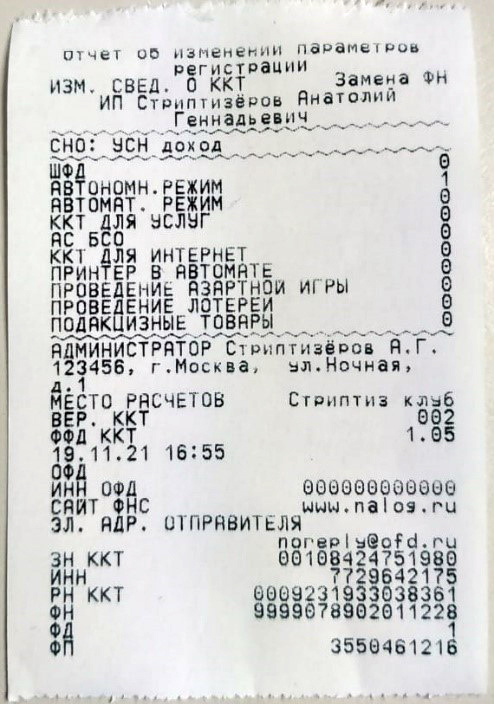 Отчет об изменении параметров
регистрации
ИЗМ. СВЕД. О ККТ Замена ФН
ИП Стриптизёров Анатолий
Геннадьевич
СНО: УСН доход
ШФД 0
АВТОНОМН.РЕЖИМ 1
АВТОМАТ. РЕЖИМ 0
ККТ ДЛЯ УСЛУГ 0
АС БСО 0
ККТ ДЛЯ ИНТЕРНЕТ 0
ПРИНТЕР В АВТОМАТЕ 0
ПРОВЕДЕНИЕ АЗАРТНОЙ ИГРЫ 0
ПРОВЕДЕНИЕ ЛОТЕРЕИ 0
ПОДАКЦИЗНЫЕ ТОВАРЫ 0
АДМИНИСТРАТОР Стриптизёров А.Г.
123456, г.Москва, ул.Ночная,
д.1
МЕСТО РАСЧЕТОВ Стриптиз клуб
ВЕР. ККТ 002
ФФД ККТ 1.05
19.11.21 16:55
ОФД
ИНН ОФД 000000000000
САЙТ ФНС www.nalog.ru
ЭЛ. АДР. ОТПРАВИТЕЛЯ
noreply@ofd.ru
ЗН ККТ 00108424751980
ИНН 7729642175
РН ККТ 0009231933038361
ФН 9999078902011228
ФД 1
ФП 3550461216